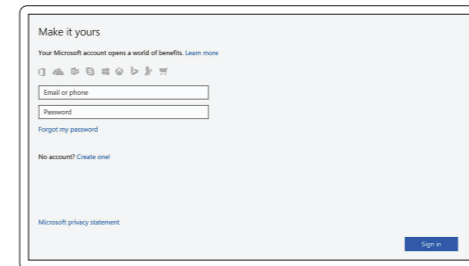 Make it yours
Your Microsoft account opens a world of benefits. Learn more
Email or phone
Password
Forgot my password
No account? Create one!
Microsoft privacy statement
Sign in